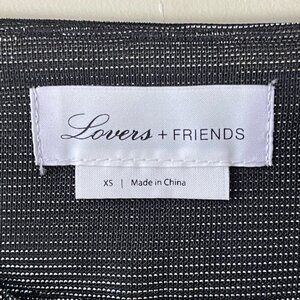 Lovers + FRIENDS
XS | Made in China